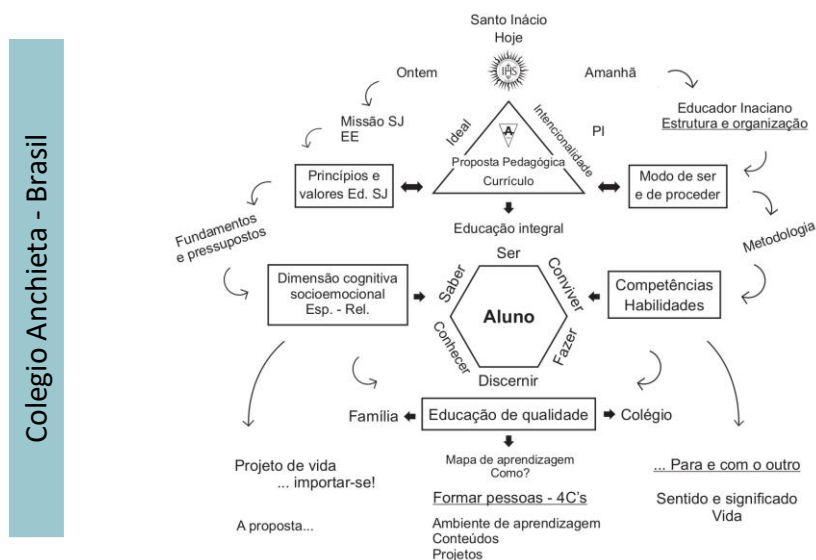 Colegio Anchieta - Brasil
Santo Inácio
Hoje
IHS
Ontem
Amanhã
Missão SJ
EE
Ideal
Intencionalidade
PI
Educador Inaciano
Estrutura e organização
A
Proposta Pedagógica
Currículo
Princípios e
valores Ed. SJ
Modo de ser
e de proceder
Fundamentos
e pressupostos
Metodologia
Educação integral
Dimensão cognitiva
socioemocional
Esp. - Rel.
Ser
Saber
Conviver
Aluno
Conhecer
Fazer
Discernir
Competências
Habilidades
Família
Educação de qualidade
Colégio
Projeto de vida
... importar-se!
A proposta...
Mapa de aprendizagem
Como?
Formar pessoas - 4C's
Ambiente de aprendizagem
Conteúdos
Projetos
... Para e com o outro
Sentido e significado
Vida